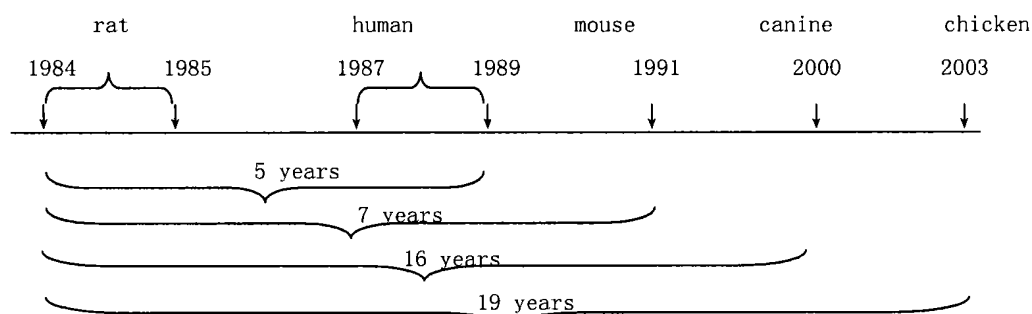 rat human mouse canine chicken
1984 1985 1987 1989 1991 2000 2003
5 years
7 years
16 years
19 years